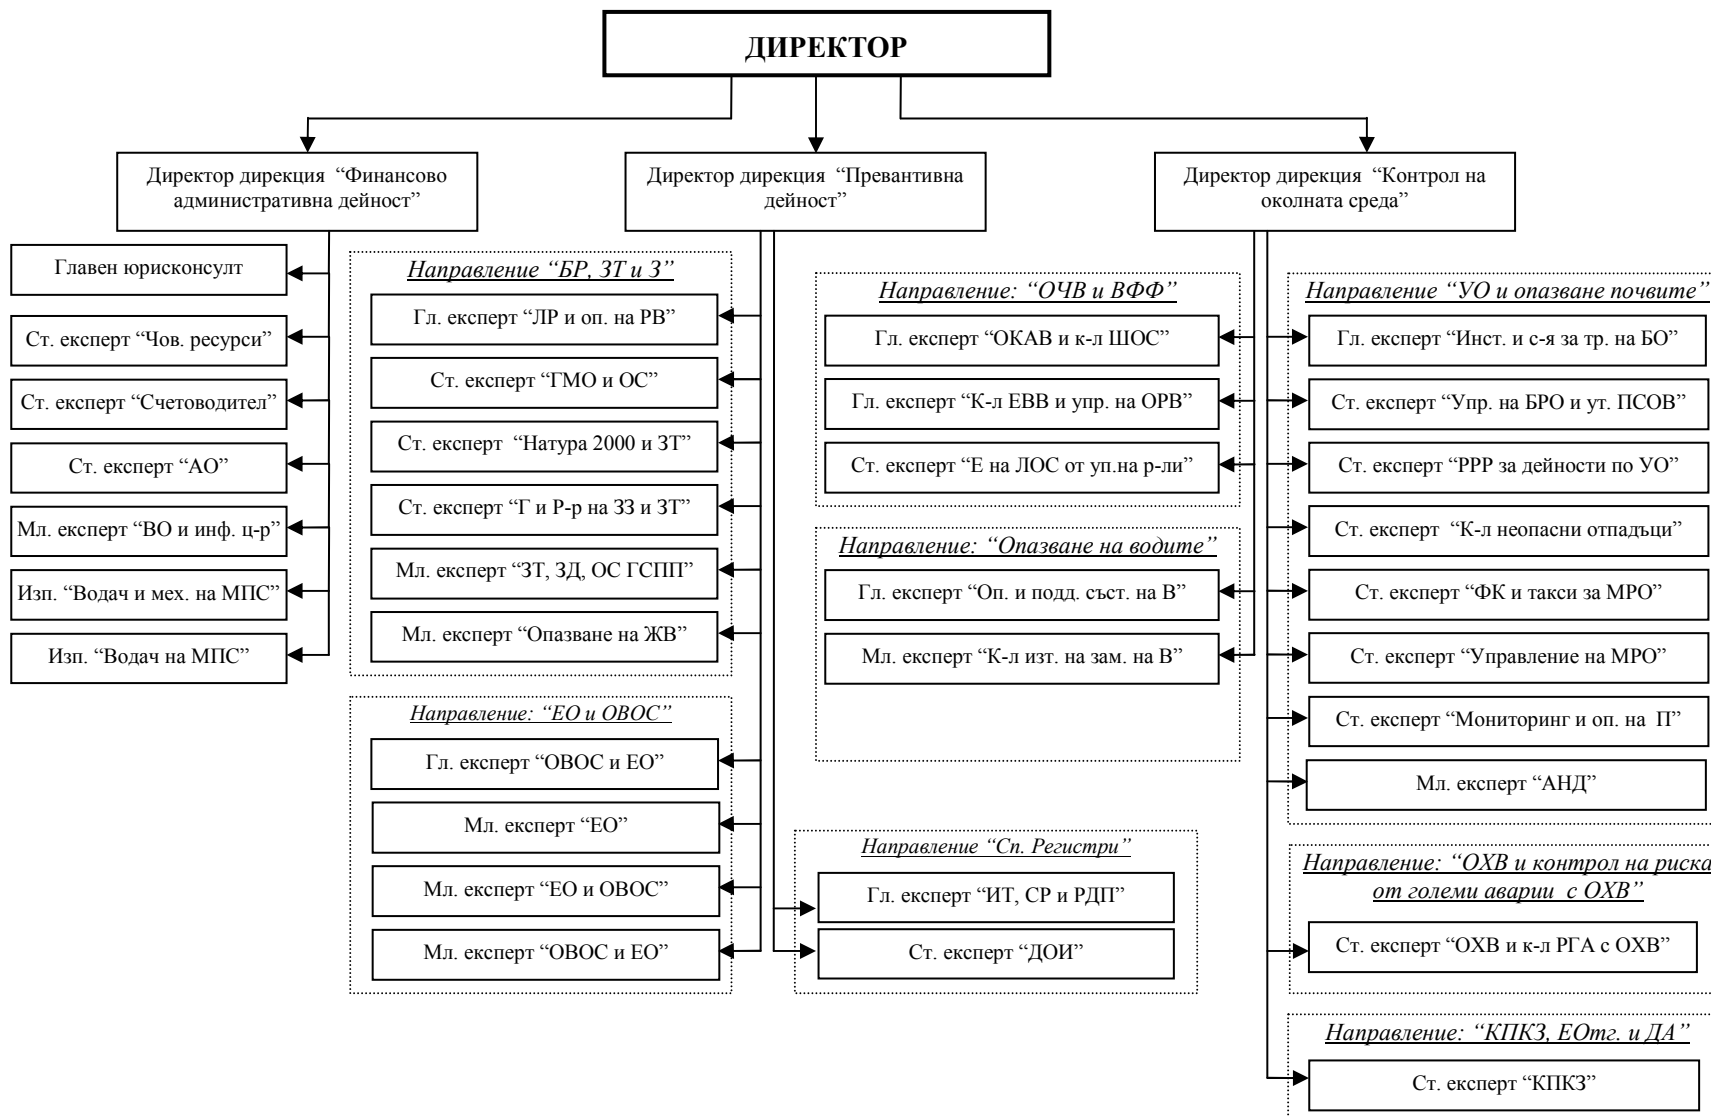 ДИРЕКТОР
Директор дирекция “Финансово
административна дейност”
Директор дирекция “Превантивна
дейност”
Директор дирекция “Контрол на
околната среда”
Главен юрисконсулт
Ст. експерт “Чов. ресурси”
Ст. експерт “Счетоводител”
Ст. експерт “АО”
Мл. експерт “ВО и инф. ц-р”
Изп. “Водач и мех. на МПС”
Изп. “Водач на МПС”
Направление “БР, ЗТ и З”
Гл. експерт “ЛР и оп. на РВ”
Ст. експерт “ГМО и ОС”
Ст. експерт “Натура 2000 и ЗТ”
Ст. експерт “Г и Р-р на ЗЗ и ЗТ”
Мл. експерт “ЗТ, ЗД, ОС ГСПП”
Мл. експерт “Опазване на ЖВ”
Направление: “ЕО и ОВОС”
Гл. експерт “ОВОС и ЕО”
Мл. експерт “ЕО”
Мл. експерт “ЕО и ОВОС”
Мл. експерт “ОВОС и ЕО”
Направление: “ОЧВ и ВФФ”
Гл. експерт “ОКАВ и к-л ШОС”
Гл. експерт “К-л ЕВВ и упр. на ОРВ”
Ст. експерт “Е на ЛОС от уп.на р-ли”
Направление: “Опазване на водите”
Гл. експерт “Оп. и подд. съст. на В”
Мл. експерт “К-л изт. на зам. на В”
Направление “Сп. Регистри”
Гл. експерт “ИТ, СР и РДП”
Ст. експерт “ДОИ”
Направление “УО и опазване почвите”
Гл. експерт “Инст. и с-я за тр. на БО”
Ст. експерт “Упр. на БРО и ут. ПСОВ”
Ст. експерт “РРР за дейности по УО”
Ст. експерт “К-л неопасни отпадъци”
Ст. експерт “ФК и такси за МРО”
Ст. експерт “Управление на МРО”
Ст. експерт “Мониторинг и оп. на П”
Мл. експерт “АНД”
Направление: “ОХВ и контрол на риска
от големи аварии с ОХВ”
Ст. експерт “ОХВ и к-л РГА с ОХВ”
Направление: “КПКЗ, ЕОтг. и ДА”
Ст. експерт “КПКЗ”